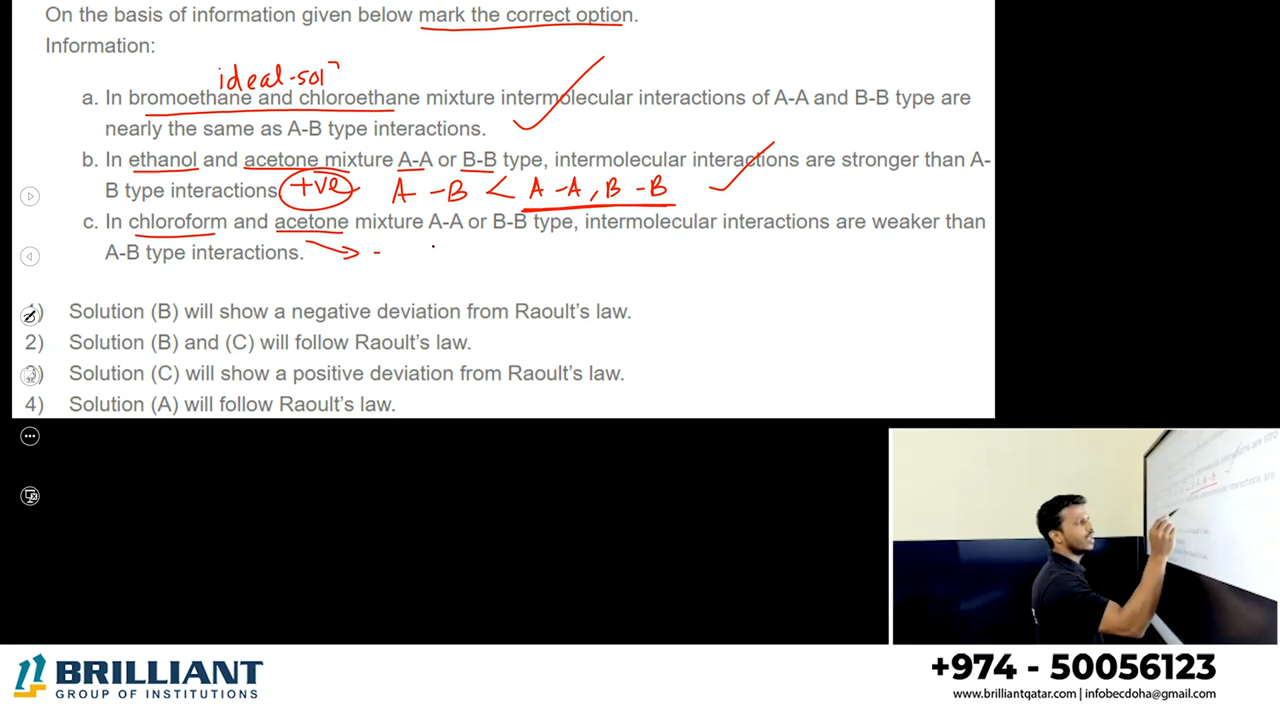 On the basis of information given below mark the correct option.
Information:
ideal-solⁿ
a. In bromoethane and chloroethane mixture intermolecular interactions of A-A and B-B type are
nearly the same as A-B type interactions.
b. In ethanol and acetone mixture A-A or B-B type, intermolecular interactions are stronger than A-
B type interactions. +ve A - B < A - A, B - B
c. In chloroform and acetone mixture A-A or B-B type, intermolecular interactions are weaker than
A-B type interactions. → -
1) Solution (B) will show a negative deviation from Raoult's law.
2) Solution (B) and (C) will follow Raoult's law.
3) Solution (C) will show a positive deviation from Raoult's law.
4) Solution (A) will follow Raoult's law.
BRILLIANT
GROUP OF INSTITUTIONS
+974 - 50056123
www.brilliantqatar.com | infobecdoha@gmail.com